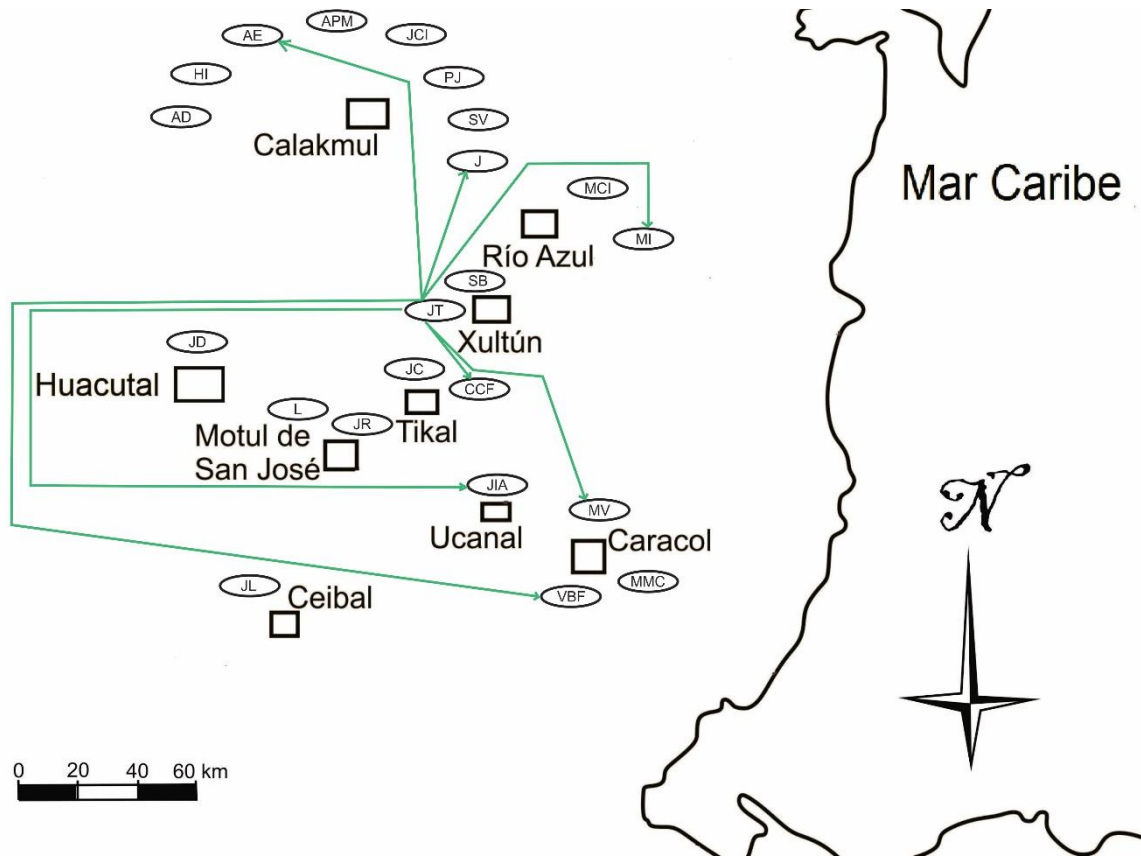 APM
AE
JCI
HI
PJ
AD
SV
Calakmul
J
Mar Caribe
MCI
MI
Río Azul
SB
JT
Xultún
JD
Huacutal
JC
CCF
L
JR
Tikal
Motul de
San José
JIA
Ucanal
MV
Caracol
N
JL
Ceibal
VBF
MMC
0 20 40 60 km